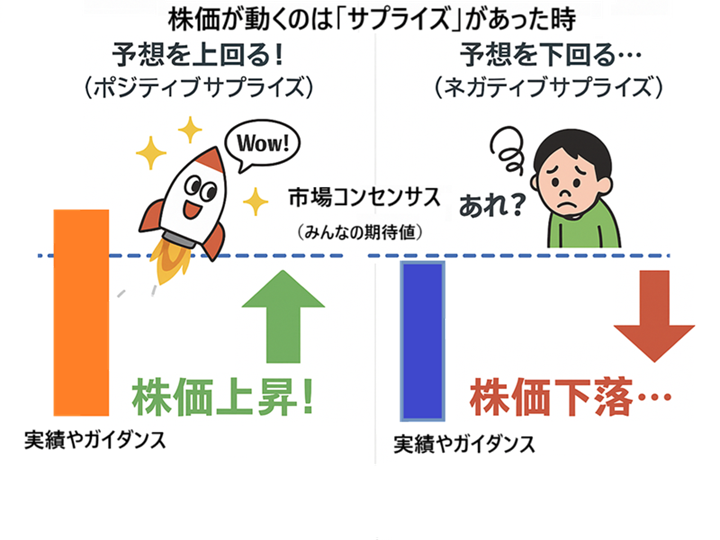 株価が動くのは「サプライズ」があった時
予想を上回る！
（ポジティブサプライズ）
予想を下回る…
（ネガティブサプライズ）
Wow!
市場コンセンサス
（みんなの期待値）
あれ？
株価上昇！
株価下落…
実績やガイダンス
実績やガイダンス